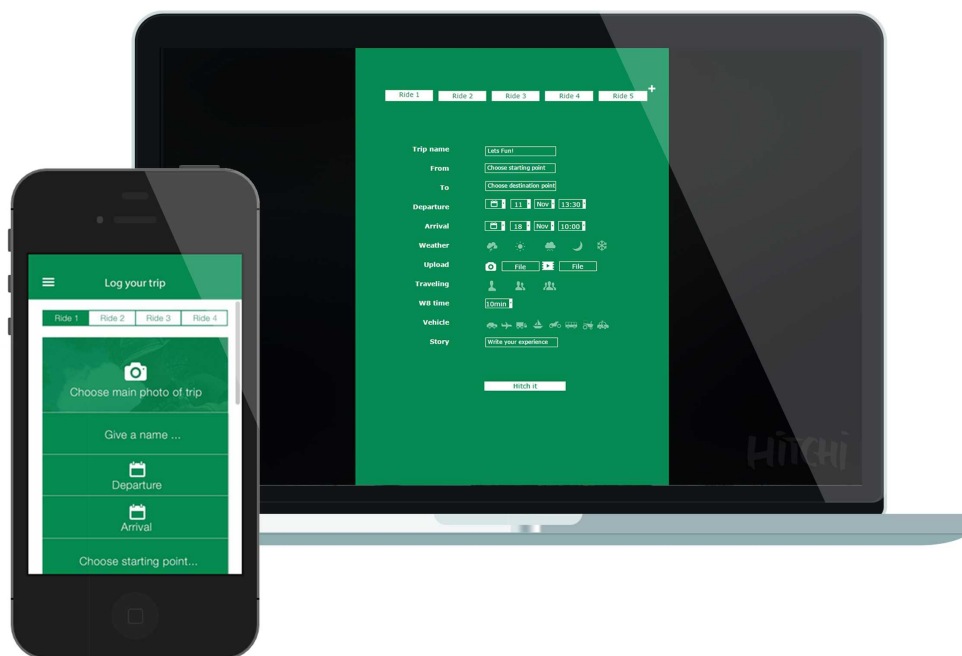 Ride 1 Ride 2 Ride 3 Ride 4 Ride 5 +
Trip name Lets Fun!
From Choose starting point
To Choose destination point
Departure 11 Nov 13:30
Arrival 18 Nov 10:00
Weather
Upload File File
Traveling
W8 time 10min
Vehicle
Story Write your experience
Hitch it
HiTCHi
Log your trip
Ride 1 Ride 2 Ride 3 Ride 4
Choose main photo of trip
Give a name ...
Departure
Arrival
Choose starting point...